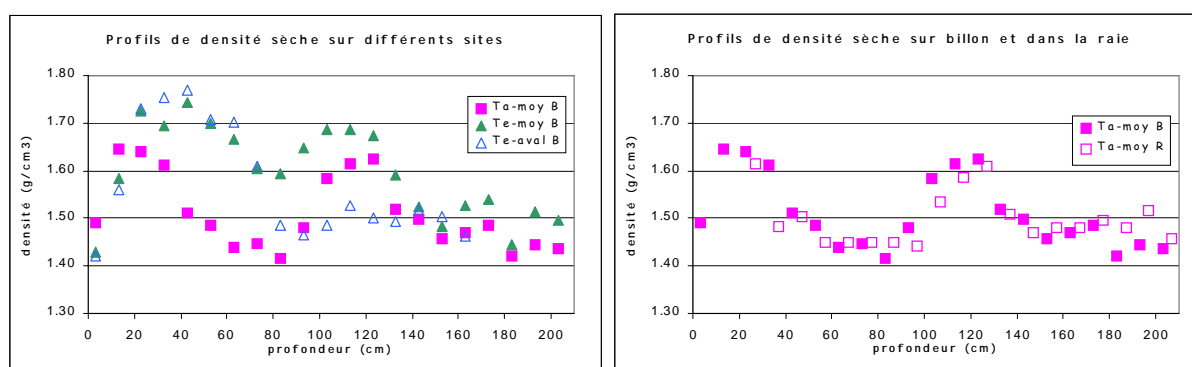 Profils de densité sèche sur différents sites
1.80
1.70
1.60
1.50
1.40
1.30
densité (g/cm3)
Ta-moy B
Te-moy B
Te-aval B
0 20 40 60 80 100 120 140 160 180 200
profondeur (cm)
Profils de densité sèche sur billon et dans la raie
1.80
1.70
1.60
1.50
1.40
1.30
densité (g/cm3)
Ta-moy B
Ta-moy R
0 20 40 60 80 100 120 140 160 180 200
profondeur (cm)